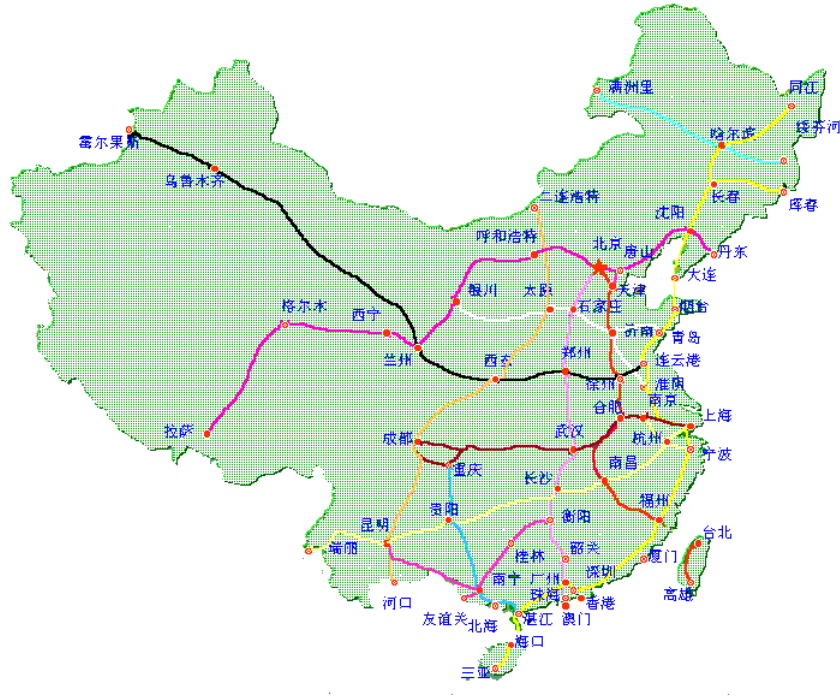 满洲里
同江
绥芬河
哈尔滨
霍尔果斯
乌鲁木齐
长春
珲春
二连浩特
沈阳
呼和浩特
北京
唐山
丹东
大连
银川
太原
天津
格尔木
西宁
石家庄
烟台
济南
青岛
兰州
西安
郑州
连云港
徐州
淮阴
合肥
南京
上海
拉萨
成都
武汉
杭州
宁波
重庆
南昌
长沙
福州
贵阳
昆明
衡阳
台北
瑞丽
桂林
韶关
厦门
南宁
广州
深圳
高雄
河口
珠海
香港
友谊关
北海
湛江
澳门
海口
三亚